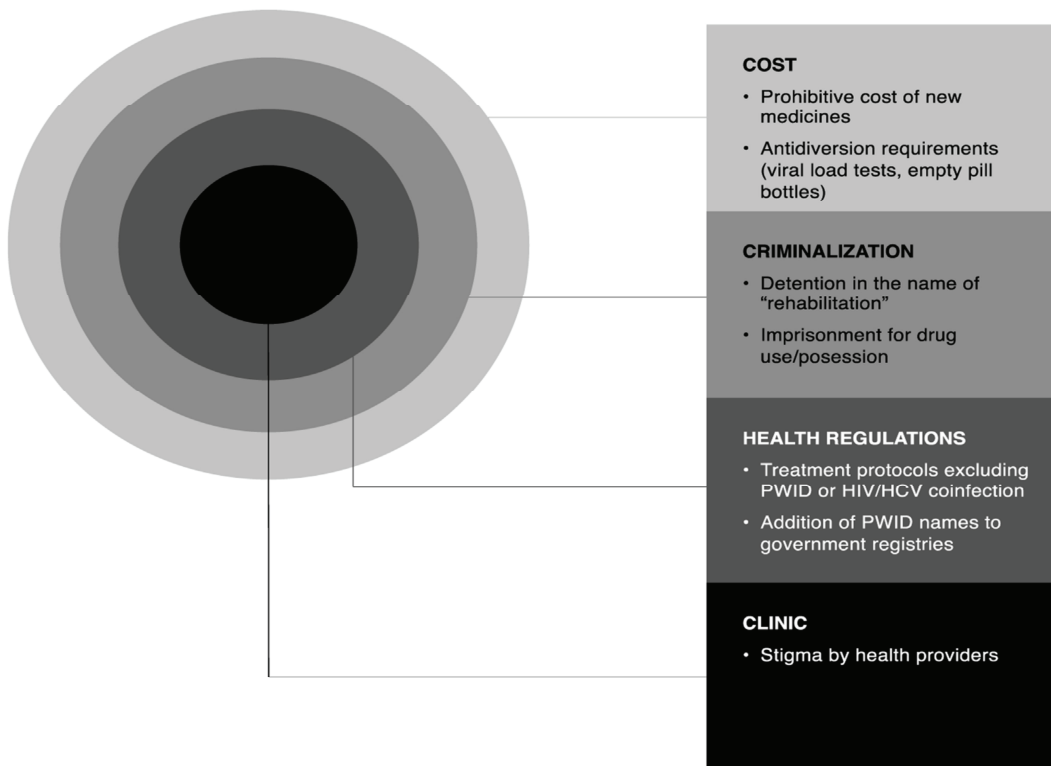 COST
• Prohibitive cost of new
medicines
• Antidiversion requirements
(viral load tests, empty pill
bottles)
CRIMINALIZATION
• Detention in the name of
“rehabilitation”
• Imprisonment for drug
use/posession
HEALTH REGULATIONS
• Treatment protocols excluding
PWID or HIV/HCV coinfection
• Addition of PWID names to
government registries
CLINIC
• Stigma by health providers